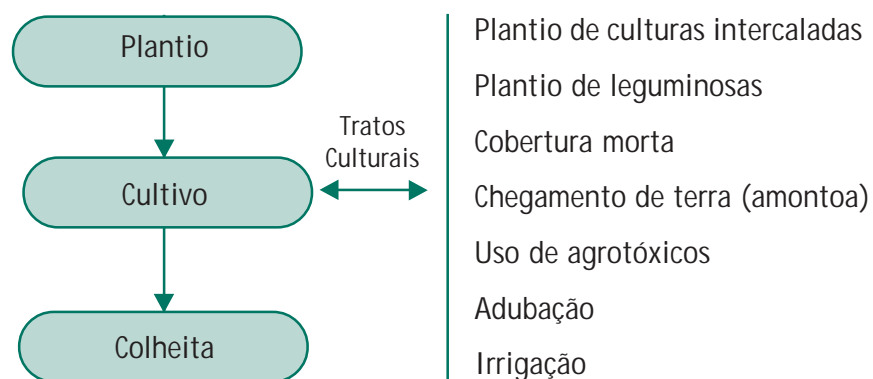 Plantio
Tratos
Culturais
Cultivo
Colheita
Plantio de culturas intercaladas
Plantio de leguminosas
Cobertura morta
Chegamento de terra (amontoa)
Uso de agrotóxicos
Adubação
Irrigação